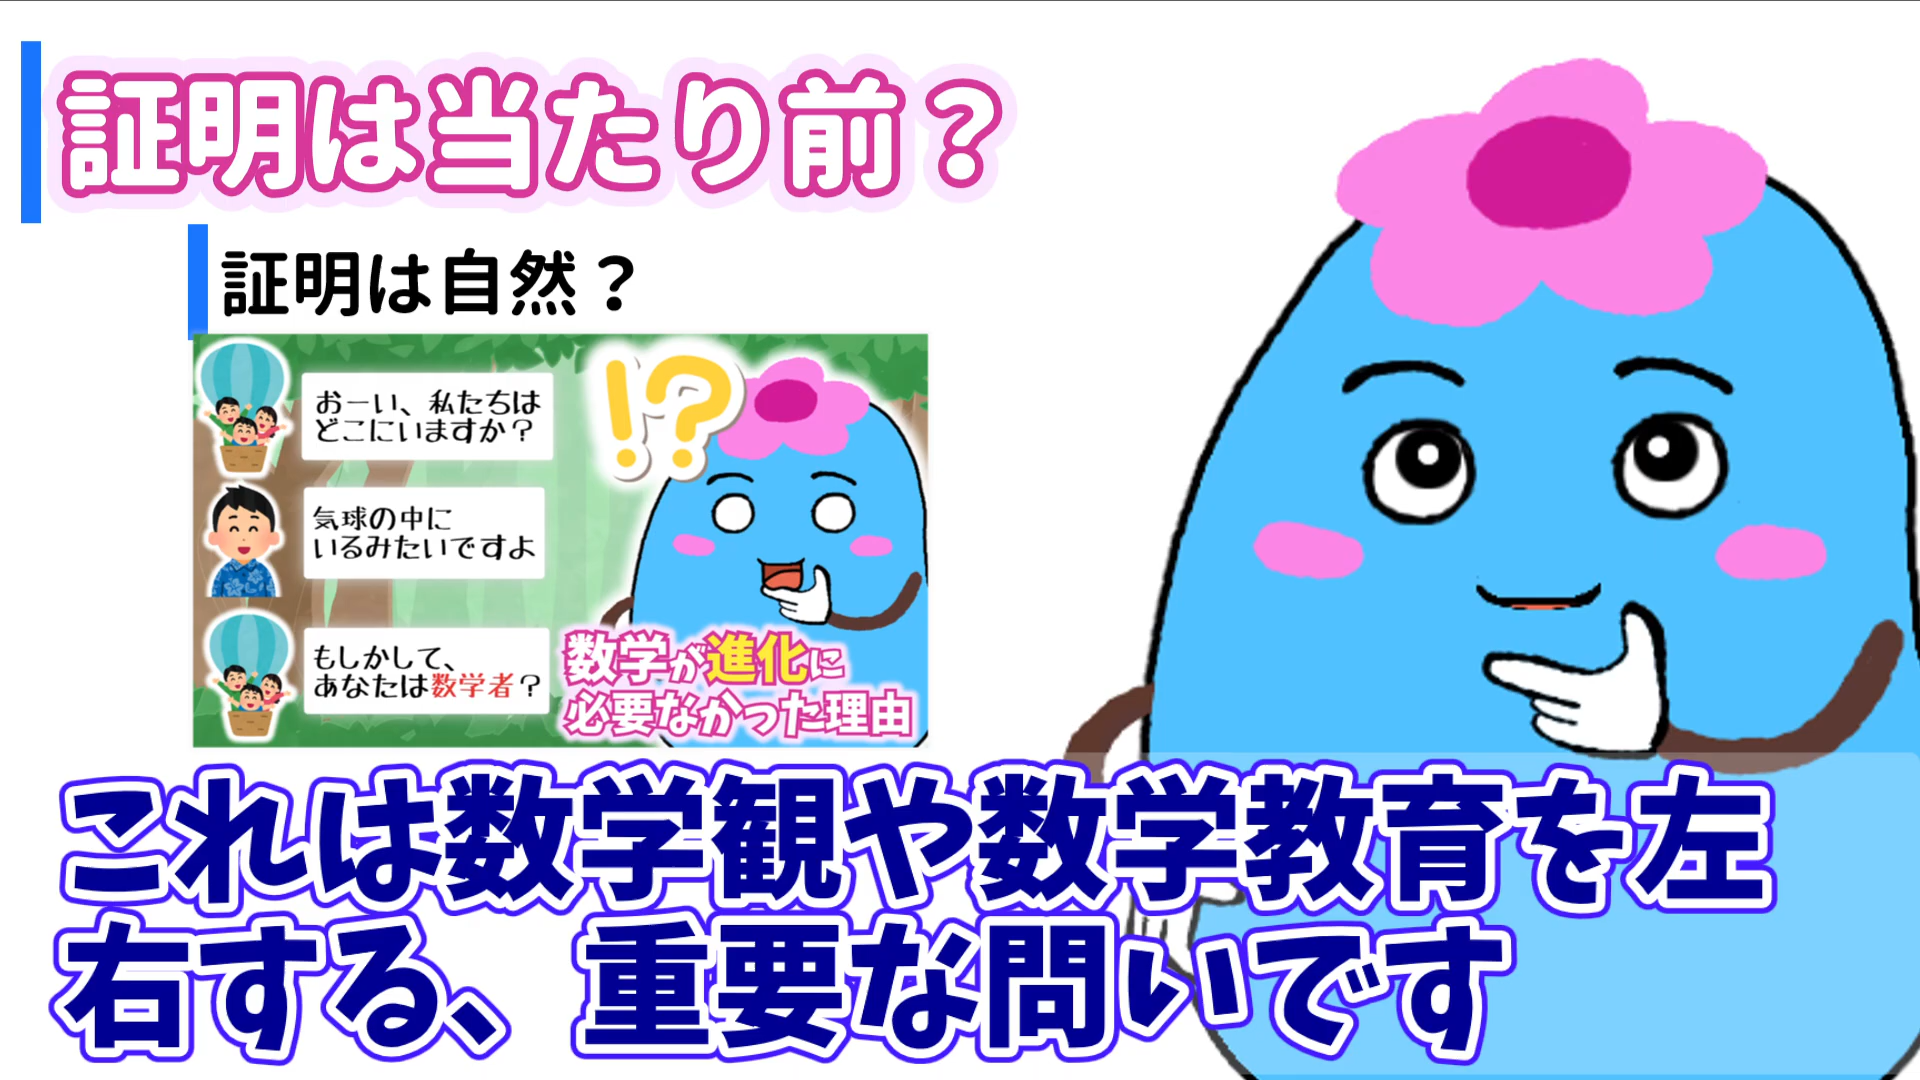 証明は当たり前？
証明は自然？
おーい、私たちは
どこにいますか？
気球の中に
いるみたいですよ
もしかして、
あなたは数学者？
!?
数学が進化に
必要なかった理由
これは数学観や数学教育を左
右する、重要な問いです